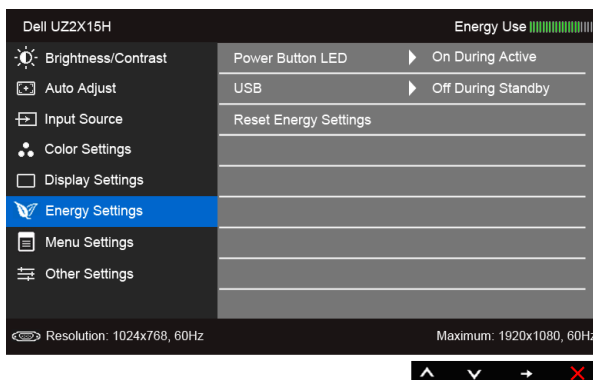 Dell UZ2X15H
Energy Use
Brightness/Contrast
Power Button LED
On During Active
Auto Adjust
USB
Off During Standby
Input Source
Reset Energy Settings
Color Settings
Display Settings
Energy Settings
Menu Settings
Other Settings
Resolution: 1024x768, 60Hz
Maximum: 1920x1080, 60Hz